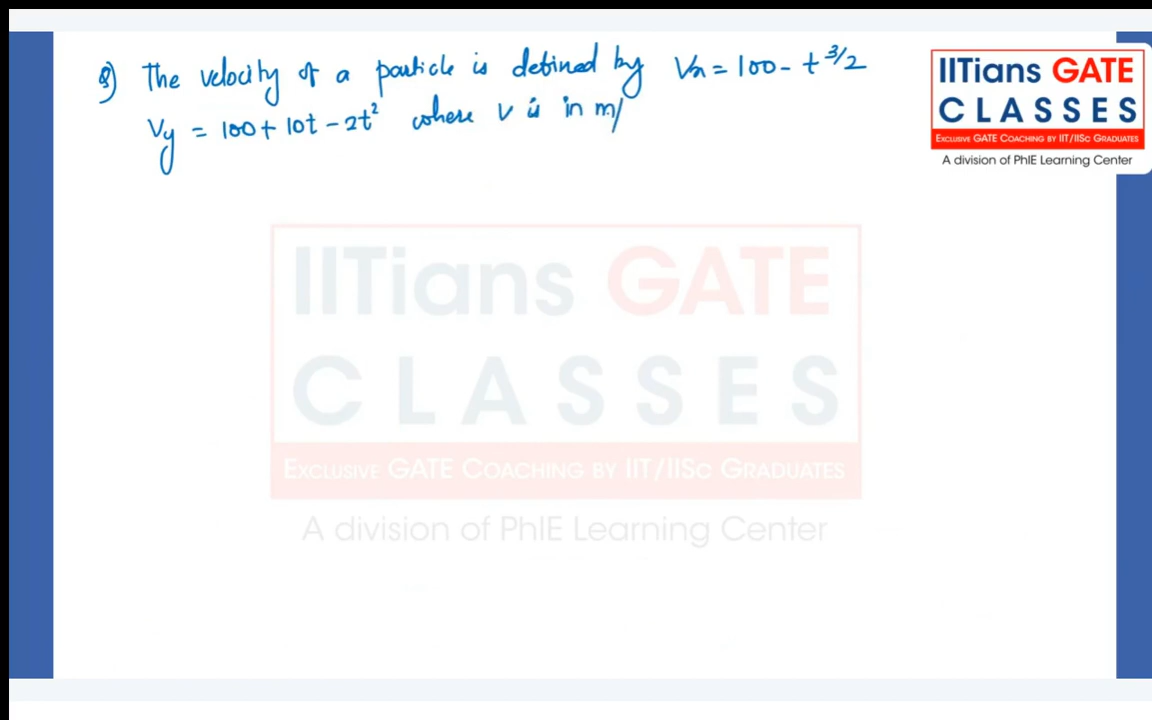 Q) The velocity of a particle is defined by Vx = 100 - t^3/2
Vy = 100 + 10t - 2t² where v is in m/
IITians GATE
CLASSES
EXCLUSIVE GATE COACHING BY IIT/IISc GRADUATES
A division of PhIE Learning Center
IITians GATE
CLASSES
EXCLUSIVE GATE COACHING BY IIT/IISc GRADUATES
A division of PhIE Learning Center